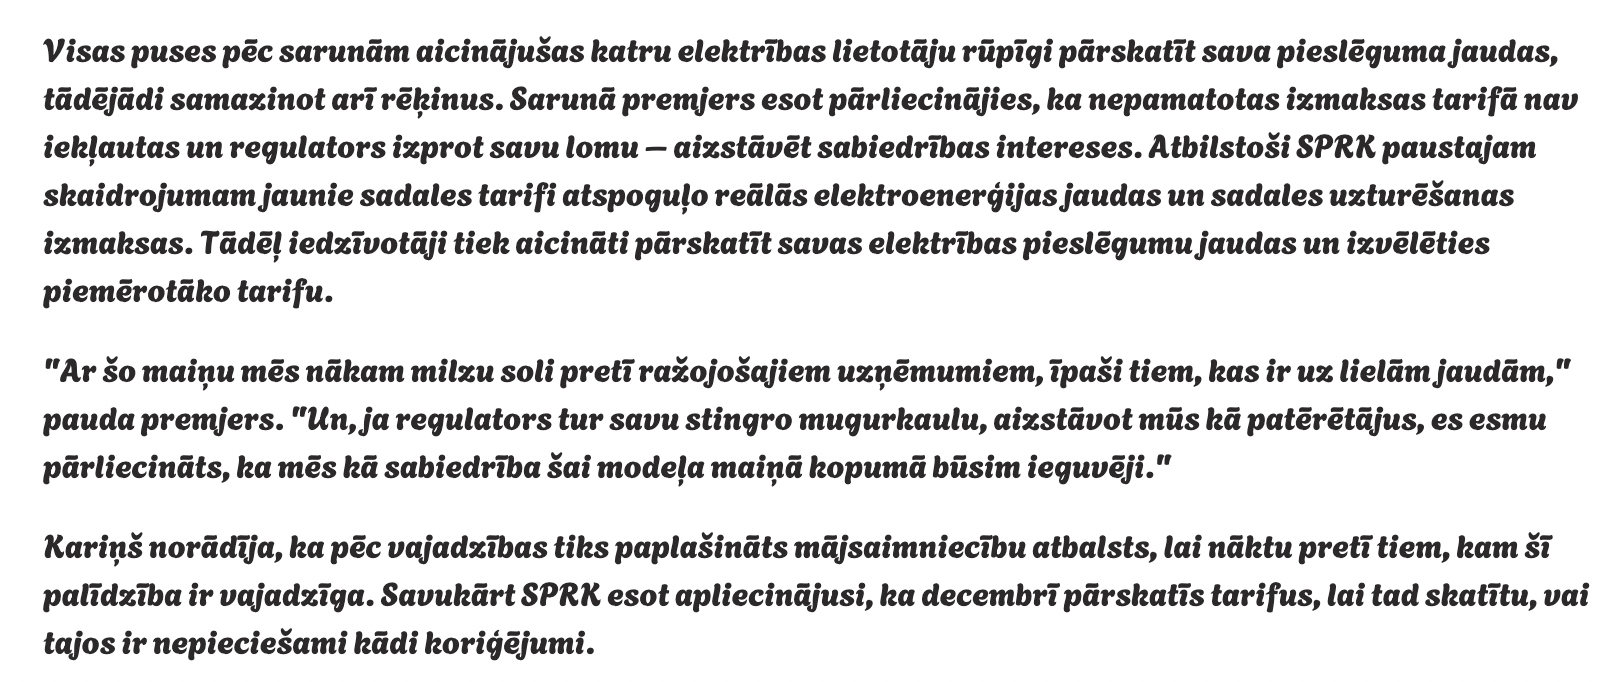 Visas puses pēc sarunām aicinājušas katru elektrības lietotāju rūpīgi pārskatīt sava pieslēguma jaudas,
tādējādi samazinot arī rēķinus. Sarunā premjers esot pārliecinājies, ka nepamatotas izmaksas tarifā nav
iekļautas un regulators izprot savu lomu — aizstāvēt sabiedrības intereses. Atbilstoši SPRK paustajam
skaidrojumam jaunie sadales tarifi atspoguļo reālās elektroenerģijas jaudas un sadales uzturēšanas
izmaksas. Tādēļ iedzīvotāji tiek aicināti pārskatīt savas elektrības pieslēgumu jaudas un izvēlēties
piemērotāko tarifu.
"Ar šo maiņu mēs nākam milzu soli pretī ražojošajiem uzņēmumiem, īpaši tiem, kas ir uz lielām jaudām,"
pauda premjers. "Un, ja regulators tur savu stingro mugurkaulu, aizstāvot mūs kā patērētājus, es esmu
pārliecināts, ka mēs kā sabiedrība šai modeļa maiņā kopumā būsim ieguvēji."
Kariņš norādīja, ka pēc vajadzības tiks paplašināts mājsaimniecību atbalsts, lai nāktu pretī tiem, kam šī
palīdzība ir vajadzīga. Savukārt SPRK esot apliecinājusi, ka decembrī pārskatīs tarifus, lai tad skatītu, vai
tajos ir nepieciešami kādi koriģējumi.